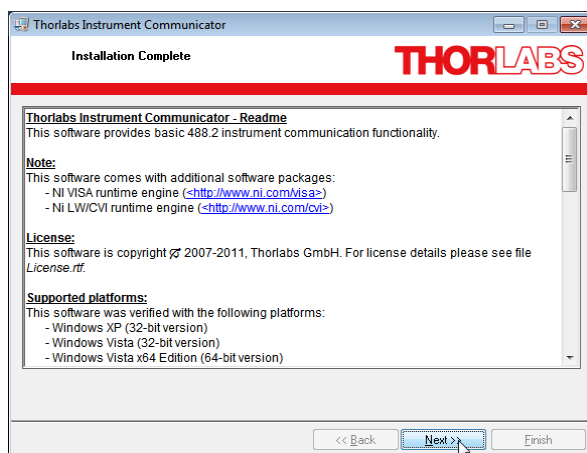 Thorlabs Instrument Communicator
Installation Complete
THORLABS
Thorlabs Instrument Communicator - Readme
This software provides basic 488.2 instrument communication functionality.
Note:
This software comes with additional software packages:
- NI VISA runtime engine (<http://www.ni.com/visa>)
- Ni LW/CVI runtime engine (<http://www.ni.com/cvi>)
License:
This software is copyright 2007-2011, Thorlabs GmbH. For license details please see file
License.rtf.
Supported platforms:
This software was verified with the following platforms:
- Windows XP (32-bit version)
- Windows Vista (32-bit version)
- Windows Vista x64 Edition (64-bit version)
<< Back
Next >>
Finish